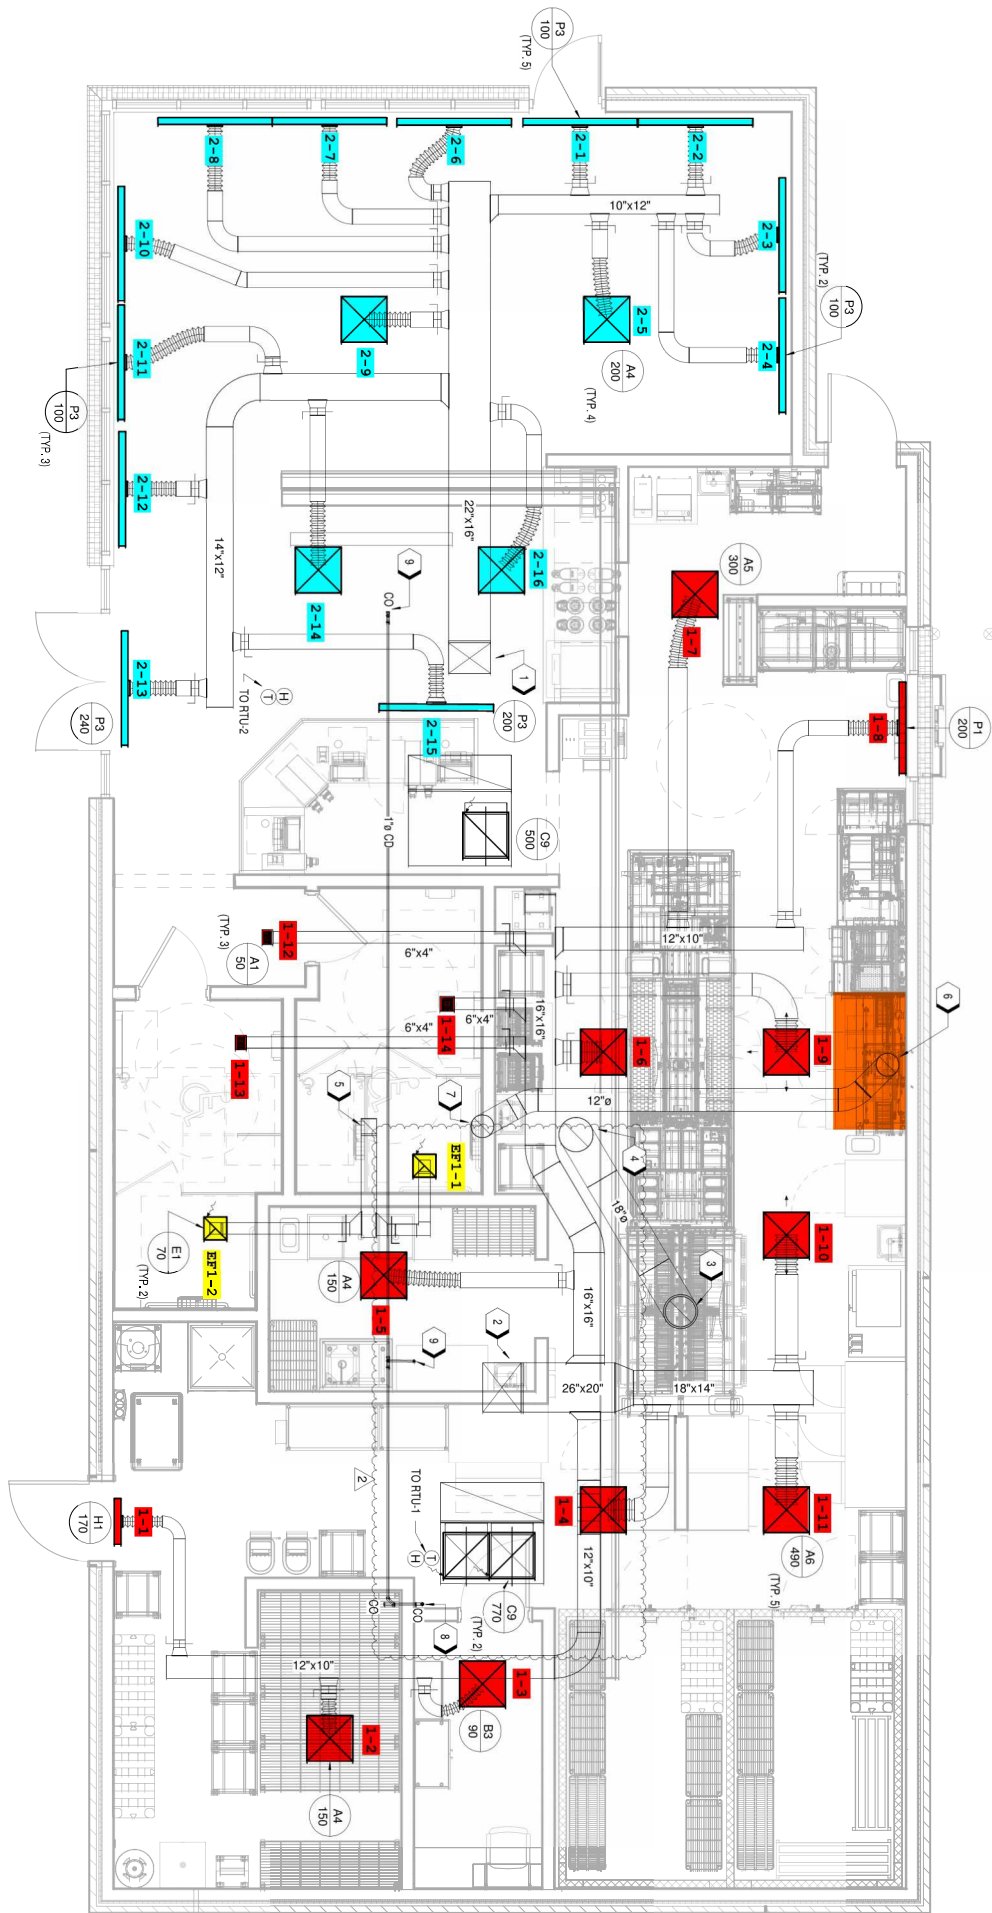 P3
100
(TYP. 5)
2-8
2-7
2-6
2-1
2-2
10"x12"
2-3
(TYP. 2)
P3
100
2-10
2-5
2-9
2-4
2-11
A4
200
(TYP. 4)
P3
100
(TYP. 3)
2-12
22"x16"
14"x12"
9
2-16
A5
300
2-14
CO
1-7
1
2-13
H
T
TO RTU-2
P3
240
2-15
P3
200
1-8
P1
200
1"ø CD
C9
500
A1
50
(TYP. 3)
1-12
6"x4"
12"x10"
6
1-14
6"x4"
16"x16"
6"x4"
1-13
1-6
1-9
5
7
12"ø
4
EF1-1
18"ø
E1
70
(TYP. 2)
EF1-2
1-10
3
A4
150
1-5
16"x16"
2
9
26"x20"
18"x14"
2
TO RTU-1
T
H
H1
170
1-1
1-4
1-11
A6
490
(TYP. 5)
12"x10"
C9
770
(TYP. 2)
CO
CO
8
12"x10"
1-3
B3
90
1-2
A4
150